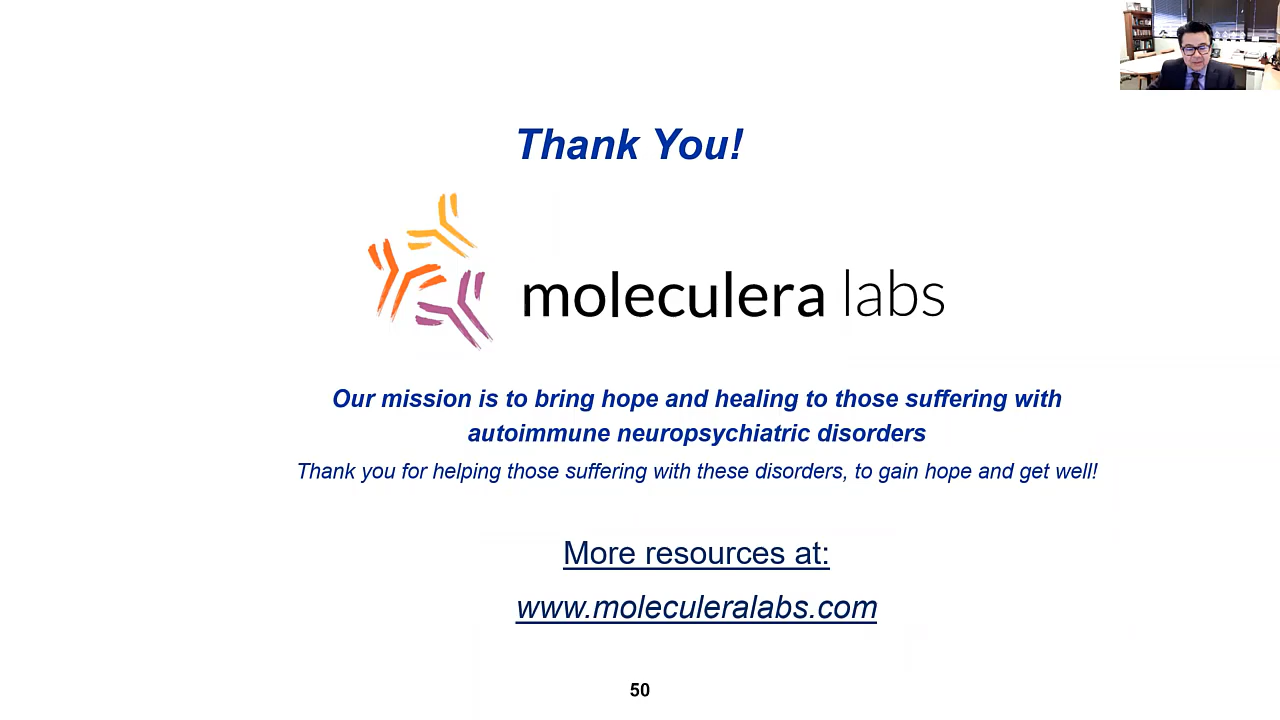 Thank You!
moleculera labs
Our mission is to bring hope and healing to those suffering with
autoimmune neuropsychiatric disorders
Thank you for helping those suffering with these disorders, to gain hope and get well!
More resources at:
www.moleculeralabs.com
50